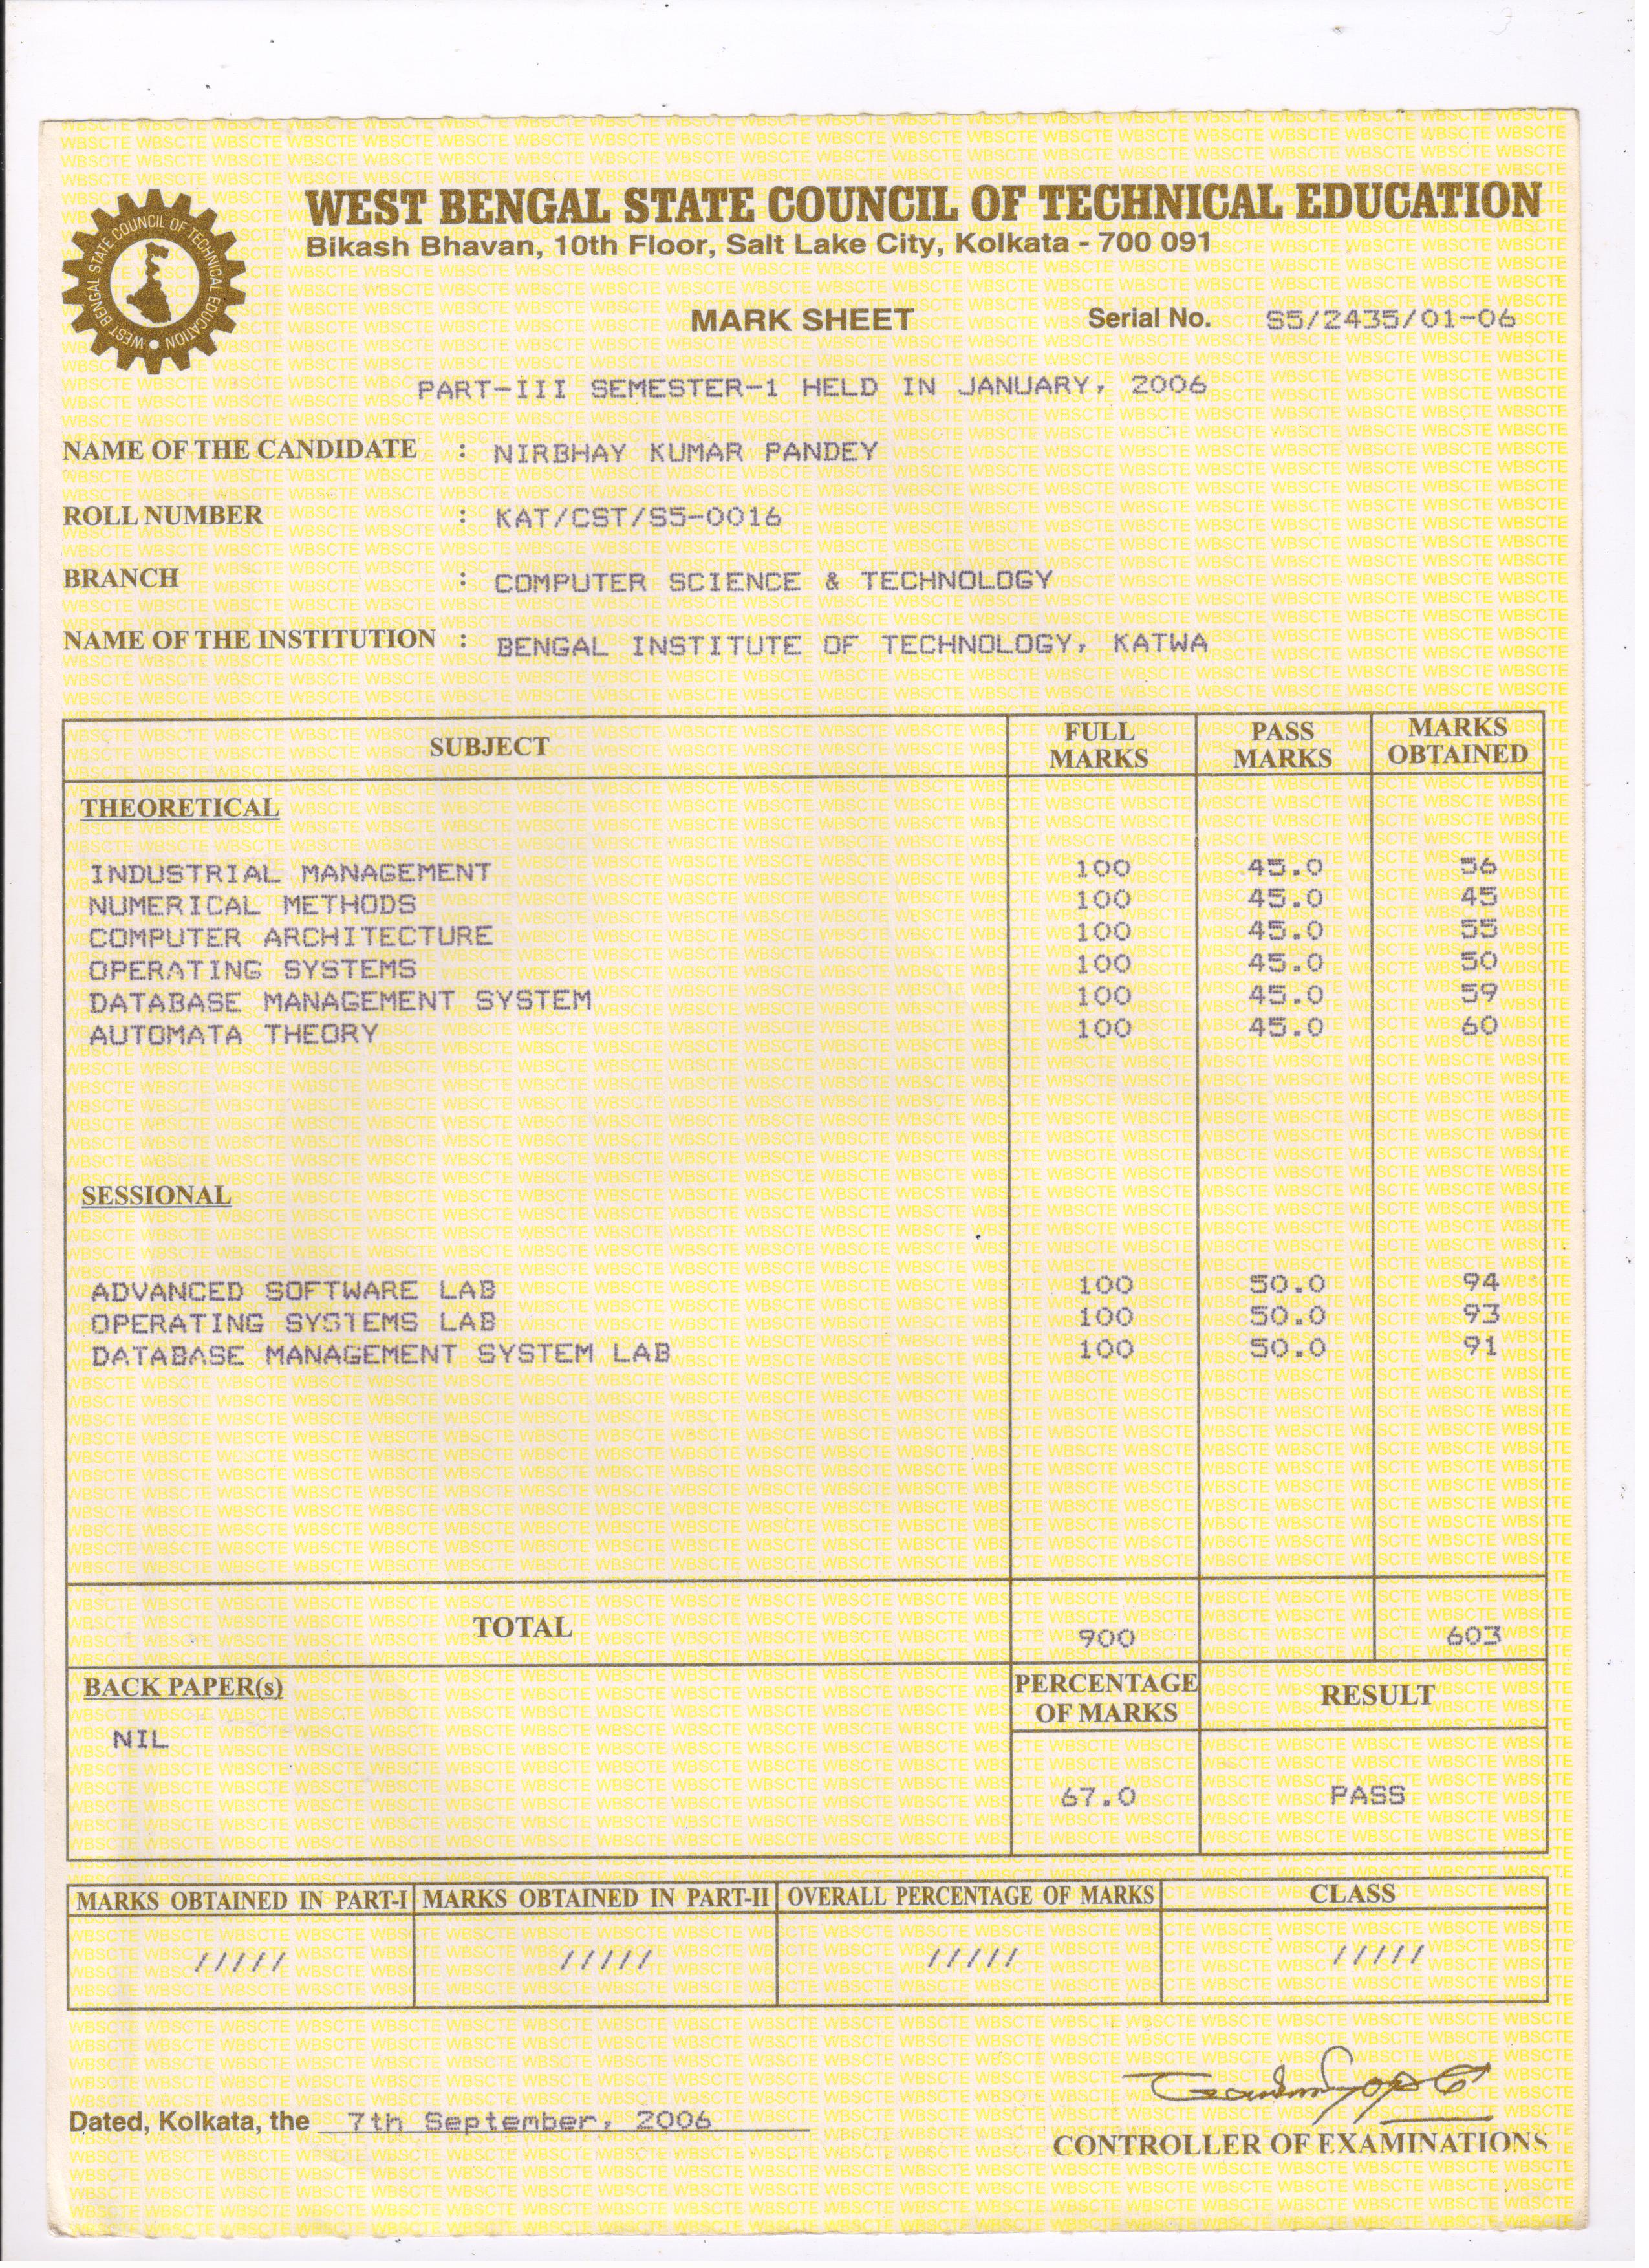 WEST BENGAL STATE COUNCIL OF TECHNICAL EDUCATION
Bikash Bhavan, 10th Floor, Salt Lake City, Kolkata - 700 091
WEST BENGAL STATE COUNCIL OF TECHNICAL EDUCATION
MARK SHEET Serial No. S5/2435/01-06
PART-III SEMESTER-1 HELD IN JANUARY, 2006
NAME OF THE CANDIDATE : NIRBHAY KUMAR PANDEY
ROLL NUMBER : KAT/CST/S5-0016
BRANCH : COMPUTER SCIENCE & TECHNOLOGY
NAME OF THE INSTITUTION : BENGAL INSTITUTE OF TECHNOLOGY, KATWA
SUBJECT FULL MARKS PASS MARKS MARKS OBTAINED
THEORETICAL
INDUSTRIAL MANAGEMENT 100 45.0 56
NUMERICAL METHODS 100 45.0 45
COMPUTER ARCHITECTURE 100 45.0 55
OPERATING SYSTEMS 100 45.0 50
DATABASE MANAGEMENT SYSTEM 100 45.0 59
AUTOMATA THEORY 100 45.0 60
SESSIONAL
ADVANCED SOFTWARE LAB 100 50.0 94
OPERATING SYSTEMS LAB 100 50.0 93
DATABASE MANAGEMENT SYSTEM LAB 100 50.0 91
TOTAL 900 603
BACK PAPER(s) PERCENTAGE OF MARKS RESULT
NIL
67.0 PASS
MARKS OBTAINED IN PART-I MARKS OBTAINED IN PART-II OVERALL PERCENTAGE OF MARKS CLASS
///// ///// ///// /////
Dated, Kolkata, the 7th September, 2006
CONTROLLER OF EXAMINATIONS